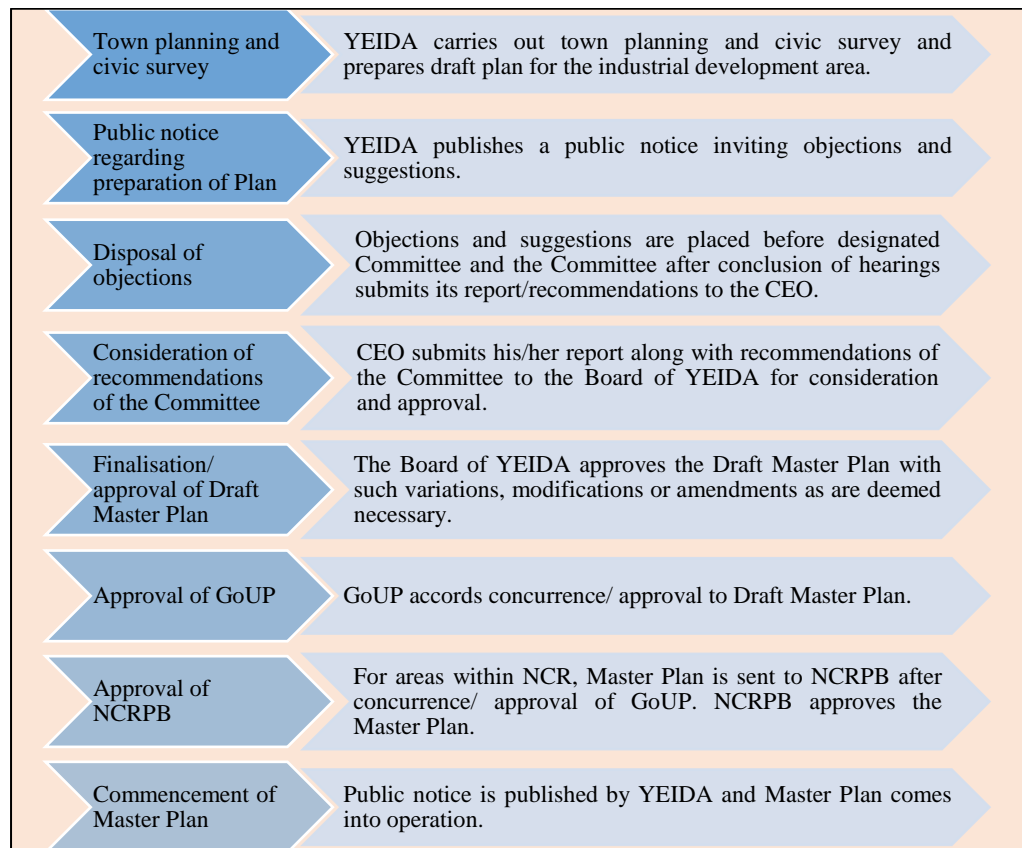 Town planning and
civic survey
YEIDA carries out town planning and civic survey and
prepares draft plan for the industrial development area.
Public notice
regarding
preparation of Plan
YEIDA publishes a public notice inviting objections and
suggestions.
Disposal of
objections
Objections and suggestions are placed before designated
Committee and the Committee after conclusion of hearings
submits its report/recommendations to the CEO.
Consideration of
recommendations
of the Committee
CEO submits his/her report along with recommendations of
the Committee to the Board of YEIDA for consideration
and approval.
Finalisation/
approval of Draft
Master Plan
The Board of YEIDA approves the Draft Master Plan with
such variations, modifications or amendments as are deemed
necessary.
Approval of GoUP
GoUP accords concurrence/ approval to Draft Master Plan.
Approval of
NCRPB
For areas within NCR, Master Plan is sent to NCRPB after
concurrence/ approval of GoUP. NCRPB approves the
Master Plan.
Commencement of
Master Plan
Public notice is published by YEIDA and Master Plan comes
into operation.